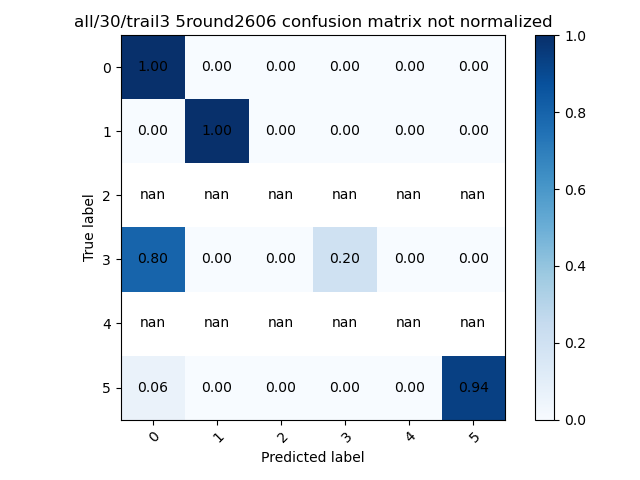 all/30/trail3 5round2606 confusion matrix not normalized
True label
0 1.00 0.00 0.00 0.00 0.00 0.00
1 0.00 1.00 0.00 0.00 0.00 0.00
2 nan nan nan nan nan nan
3 0.80 0.00 0.00 0.20 0.00 0.00
4 nan nan nan nan nan nan
5 0.06 0.00 0.00 0.00 0.00 0.94
0 1 2 3 4 5
Predicted label
1.0
0.8
0.6
0.4
0.2
0.0